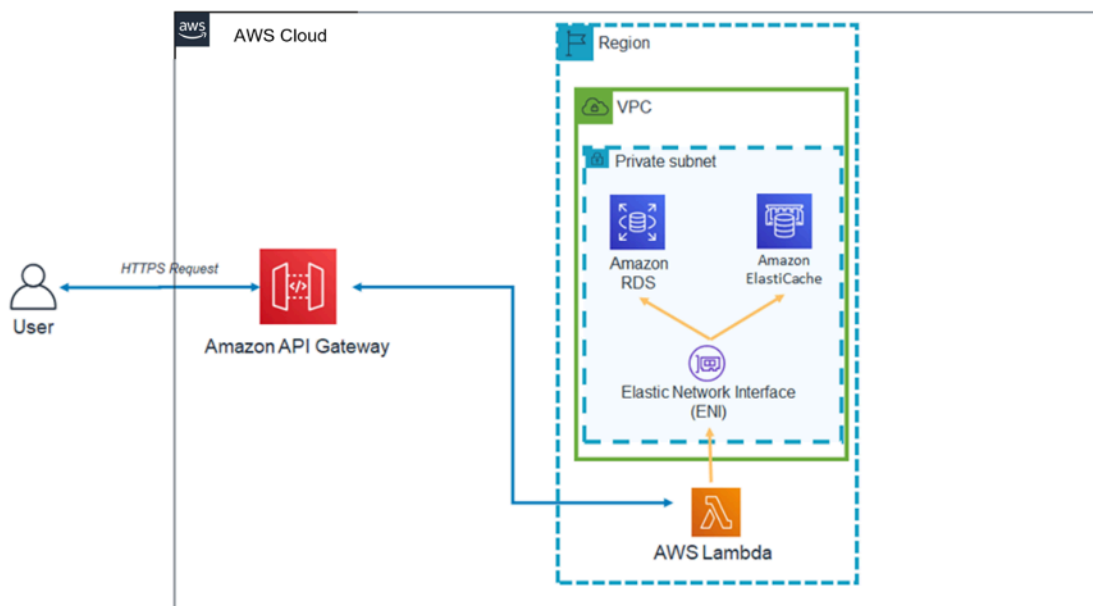 aws
AWS Cloud
Region
VPC
Private subnet
Amazon
RDS
Amazon
ElastiCache
HTTPS Request
User
</>
Amazon API Gateway
Elastic Network Interface
(ENI)
AWS Lambda